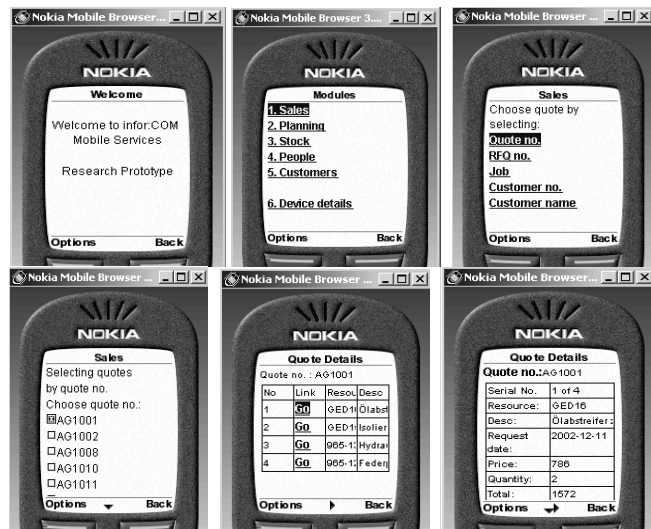 Nokia Mobile Browser ...
NOKIA
Welcome
Welcome to infor:COM
Mobile Services
Research Prototype
Options Back
Nokia Mobile Browser 3....
NOKIA
Modules
1. Sales
2. Planning
3. Stock
4. People
5. Customers
6. Device details
Options Back
Nokia Mobile Browser ...
NOKIA
Sales
Choose quote by
selecting:
Quote no.
RFQ no.
Job
Customer no.
Customer name
Options Back
Nokia Mobile Browser ...
NOKIA
Sales
Selecting quotes
by quote no.
Choose quote no.:
AG1001
AG1002
AG1008
AG1010
AG1011
Options Back
Nokia Mobile Browser ...
NOKIA
Quote Details
Quote no. : AG1001
No Link Resou Desc
1 Go GED1 Ölabst
2 Go GED1 Isolier
3 Go 965-1 Hydrau
4 Go 965-1 Feder
Options Back
Nokia Mobile Browser ...
NOKIA
Quote Details
Quote no.:AG1001
Serial No. 1 of 4
Resource: GED16
Desc: Ölabstreifer
Request 2002-12-11
date:
Price: 786
Quantity: 2
Total: 1572
Options Back